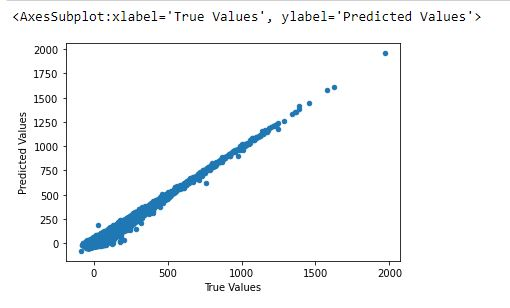 <AxesSubplot:xlabel='True Values', ylabel='Predicted Values'>
2000
1750
1500
1250
1000
750
500
250
0
Predicted Values
0 500 1000 1500 2000
True Values